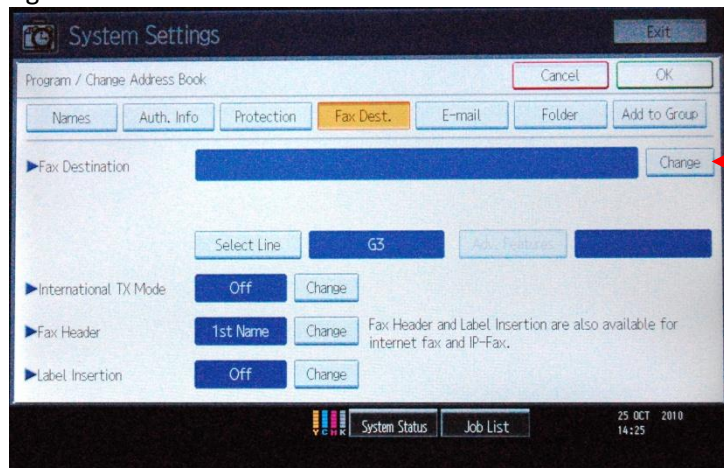 System Settings
Exit
Program / Change Address Book
Cancel
OK
Names
Auth. Info
Protection
Fax Dest.
E-mail
Folder
Add to Group
▶Fax Destination
Change
Select Line
G3
Adv. Features
▶International TX Mode
Off
Change
▶Fax Header
1st Name
Change
Fax Header and Label Insertion are also available for
internet fax and IP-Fax.
▶Label Insertion
Off
Change
Y C M K
System Status
Job List
25 OCT 2010
14:25